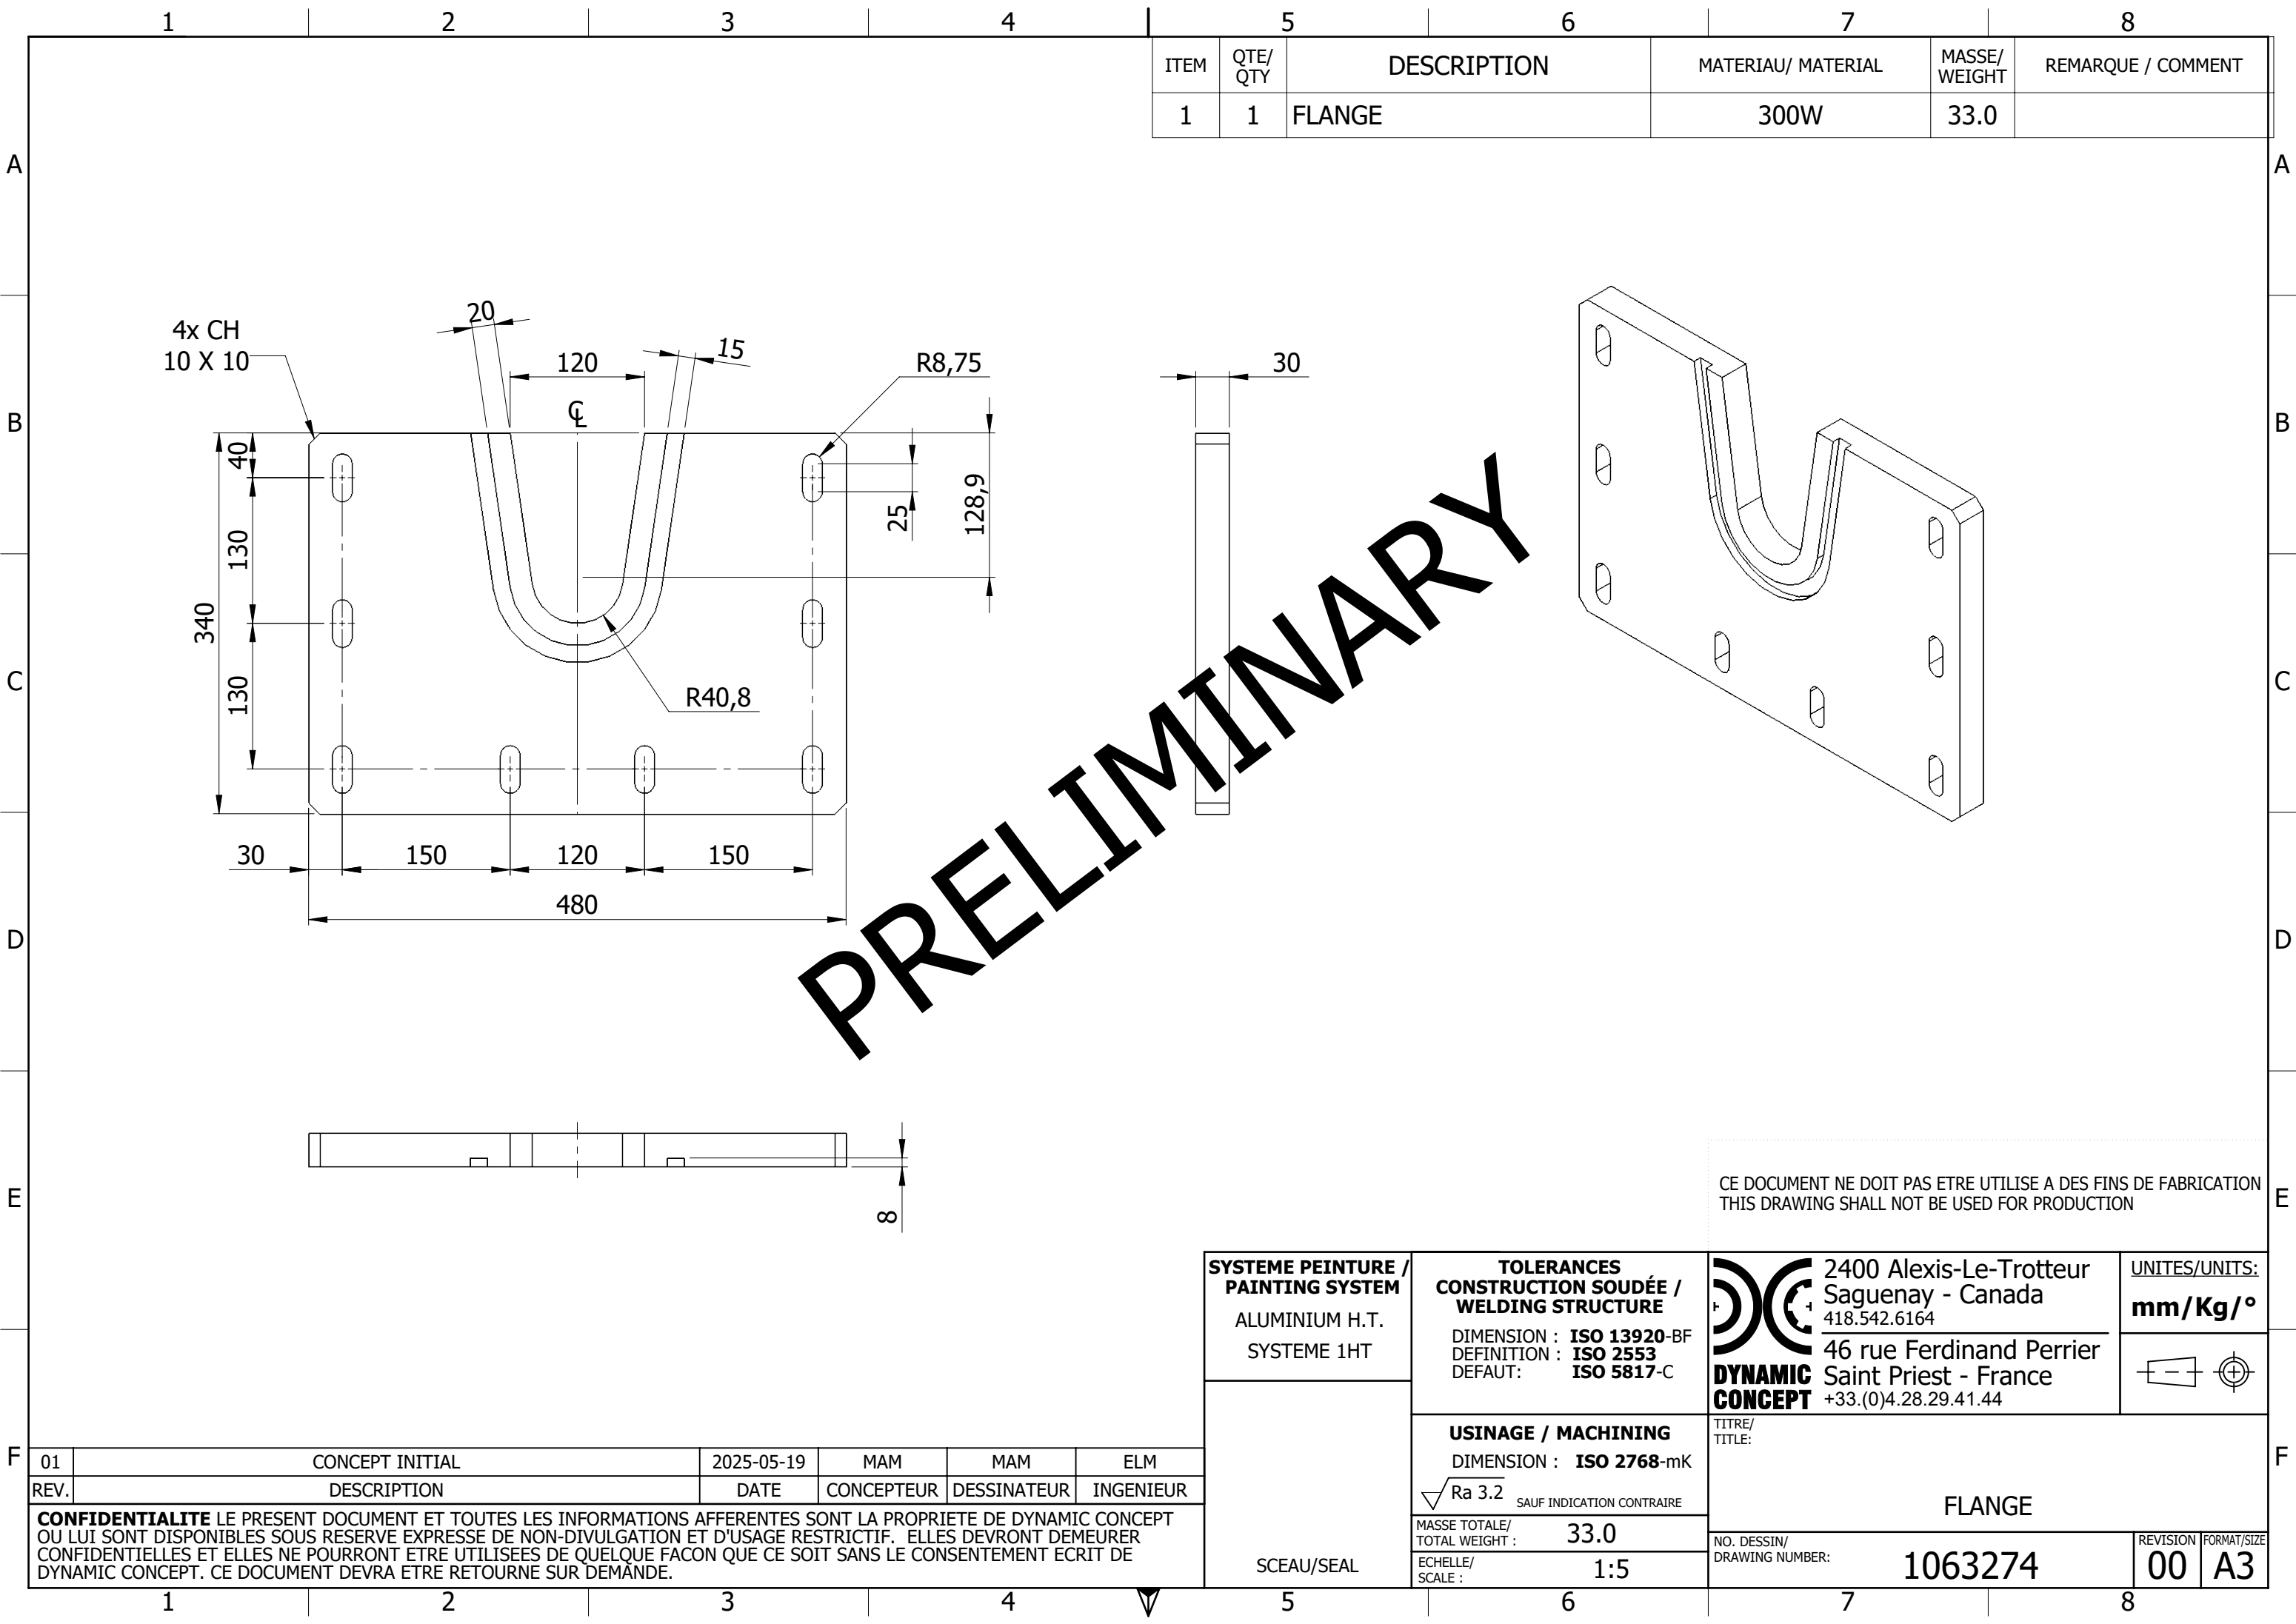 1 2 3 4 5 6 7 8
ITEM QTE/ QTY DESCRIPTION MATERIAU/ MATERIAL MASSE/ WEIGHT REMARQUE / COMMENT
1 1 FLANGE 300W 33.0
A A
B B
C C
D D
E E
F F
4x CH
10 X 10
20
120
15
R8,75
℄
40
130
130
340
25
128,9
R40,8
30 150 120 150
480
30
8
PRELIMINARY
CE DOCUMENT NE DOIT PAS ETRE UTILISE A DES FINS DE FABRICATION
THIS DRAWING SHALL NOT BE USED FOR PRODUCTION
SYSTEME PEINTURE /
PAINTING SYSTEM
ALUMINIUM H.T.
SYSTEME 1HT
SCEAU/SEAL
TOLERANCES
CONSTRUCTION SOUDÉE /
WELDING STRUCTURE
DIMENSION : ISO 13920-BF
DEFINITION : ISO 2553
DEFAUT: ISO 5817-C
USINAGE / MACHINING
DIMENSION : ISO 2768-mK
Ra 3.2 SAUF INDICATION CONTRAIRE
MASSE TOTALE/
TOTAL WEIGHT : 33.0
ECHELLE/
SCALE : 1:5
DYNAMIC
CONCEPT
2400 Alexis-Le-Trotteur
Saguenay - Canada
418.542.6164
46 rue Ferdinand Perrier
Saint Priest - France
+33.(0)4.28.29.41.44
UNITES/UNITS:
mm/Kg/°
TITRE/
TITLE:
FLANGE
NO. DESSIN/
DRAWING NUMBER: 1063274
REVISION 00
FORMAT/SIZE A3
01 CONCEPT INITIAL 2025-05-19 MAM MAM ELM
REV. DESCRIPTION DATE CONCEPTEUR DESSINATEUR INGENIEUR
CONFIDENTIALITE LE PRESENT DOCUMENT ET TOUTES LES INFORMATIONS AFFERENTES SONT LA PROPRIETE DE DYNAMIC CONCEPT
OU LUI SONT DISPONIBLES SOUS RESERVE EXPRESSE DE NON-DIVULGATION ET D'USAGE RESTRICTIF. ELLES DEVRONT DEMEURER
CONFIDENTIELLES ET ELLES NE POURRONT ETRE UTILISEES DE QUELQUE FACON QUE CE SOIT SANS LE CONSENTEMENT ECRIT DE
DYNAMIC CONCEPT. CE DOCUMENT DEVRA ETRE RETOURNE SUR DEMANDE.
1 2 3 4 5 6 7 8